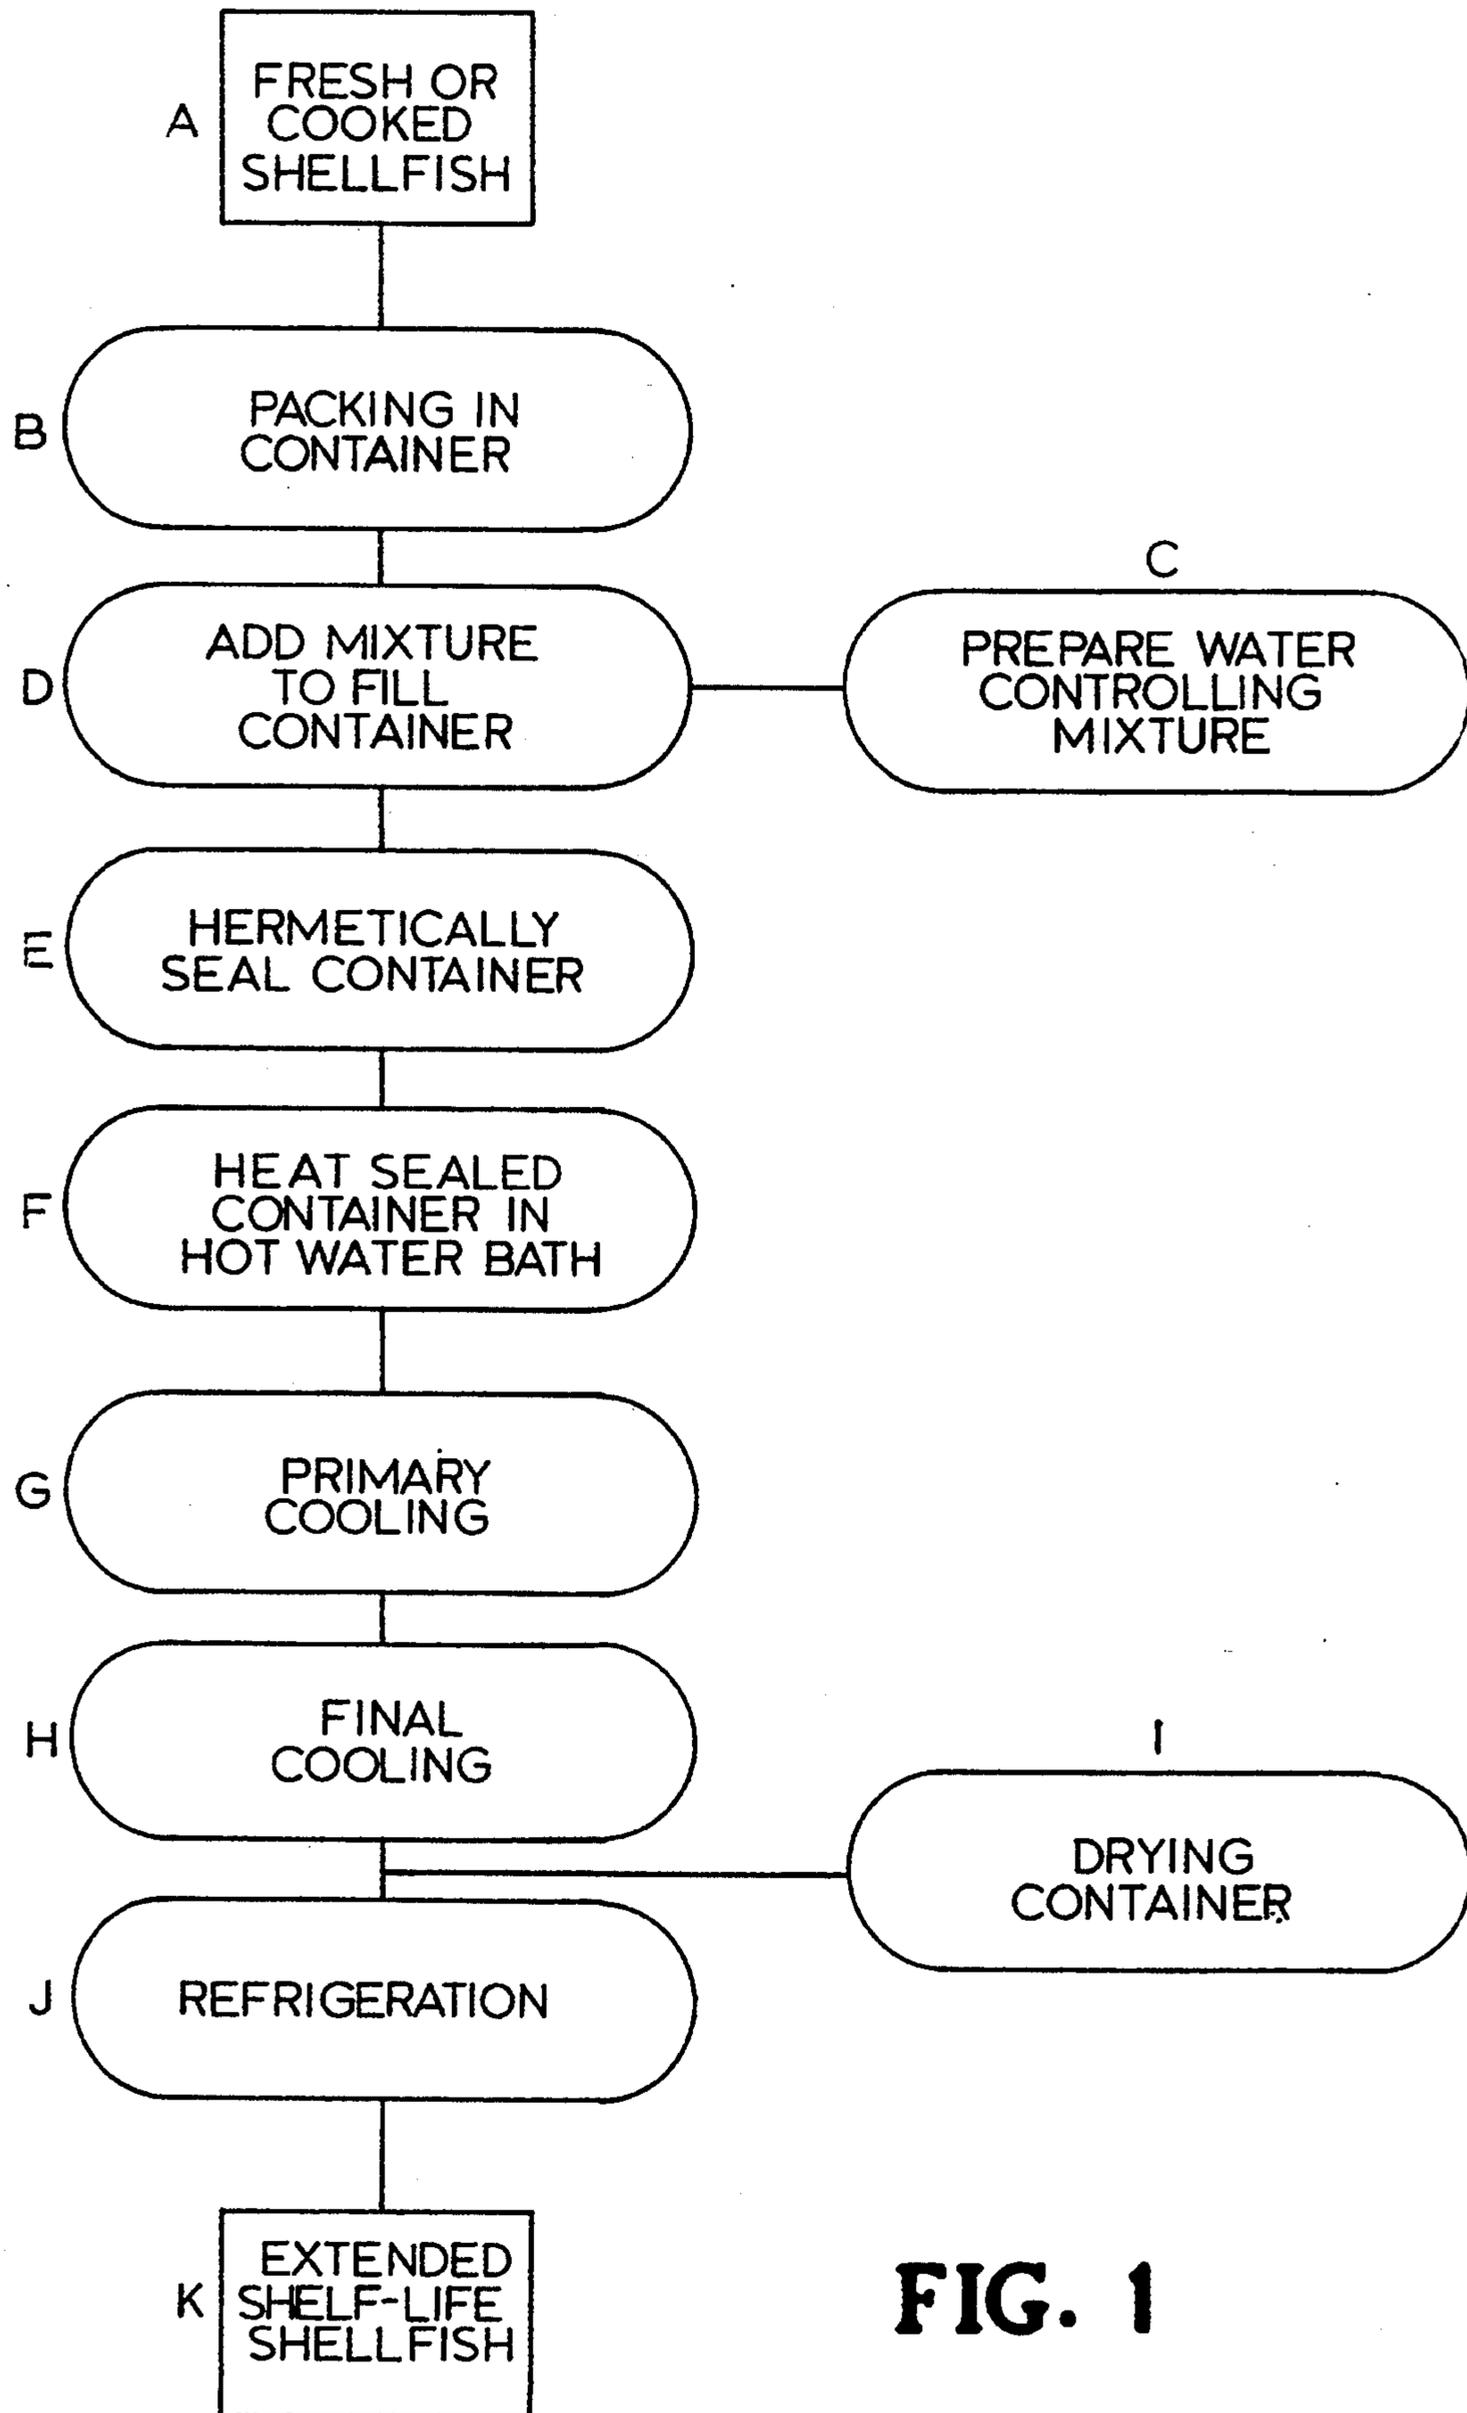 A
FRESH OR
COOKED
SHELLFISH
B
PACKING IN
CONTAINER
C
PREPARE WATER
CONTROLLING
MIXTURE
D
ADD MIXTURE
TO FILL
CONTAINER
E
HERMETICALLY
SEAL CONTAINER
F
HEAT SEALED
CONTAINER IN
HOT WATER BATH
G
PRIMARY
COOLING
H
FINAL
COOLING
I
DRYING
CONTAINER
J
REFRIGERATION
K
EXTENDED
SHELF-LIFE
SHELLFISH
FIG. 1